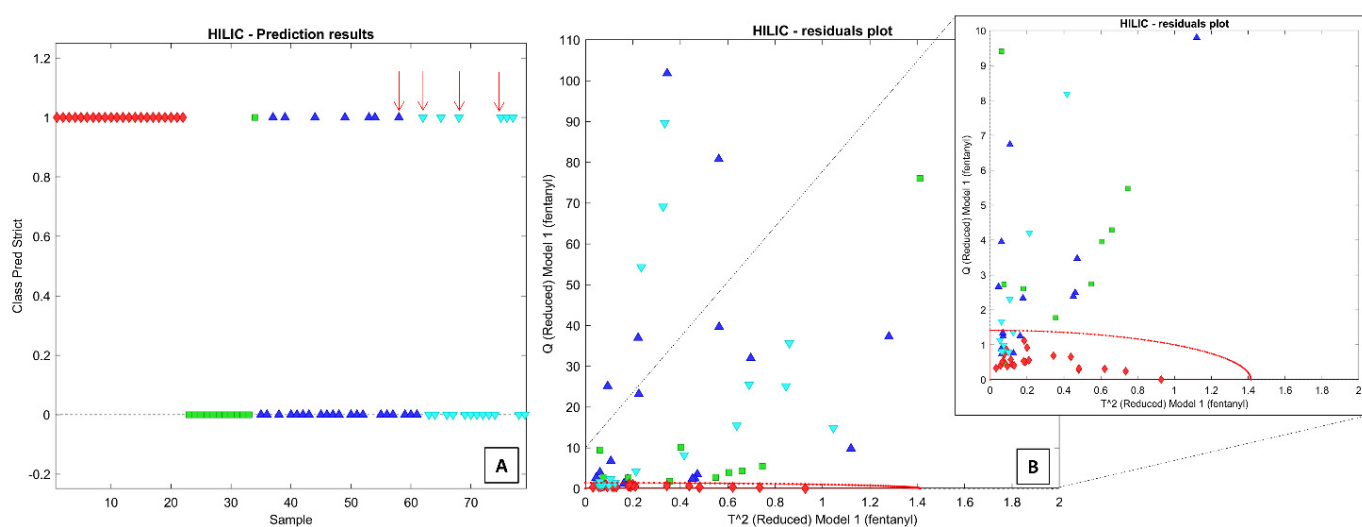 HILIC - Prediction results
1.2
1
0.8
0.6
0.4
0.2
0
-0.2
Class Pred Strict
10 20 30 40 50 60 70
Sample
A
HILIC - residuals plot
110
100
90
80
70
60
50
40
30
20
10
0
Q (Reduced) Model 1 (fentanyl)
0 0.2 0.4 0.6 0.8 1 1.2 1.4 1.6 1.8 2
T^2 (Reduced) Model 1 (fentanyl)
B
HILIC - residuals plot
10
9
8
7
6
5
4
3
2
1
0
Q (Reduced) Model 1 (fentanyl)
0 0.2 0.4 0.6 0.8 1 1.2 1.4 1.6 1.8 2
T^2 (Reduced) Model 1 (fentanyl)